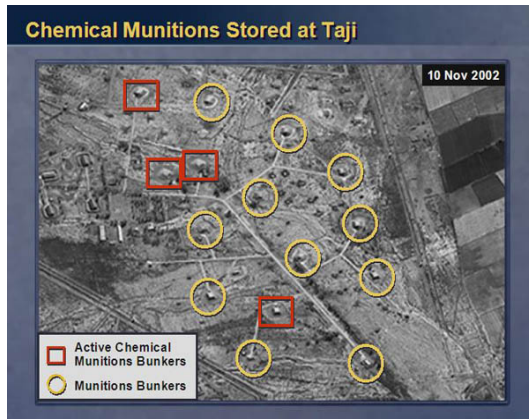 Chemical Munitions Stored at Taji
10 Nov 2002
Active Chemical
Munitions Bunkers
Munitions Bunkers